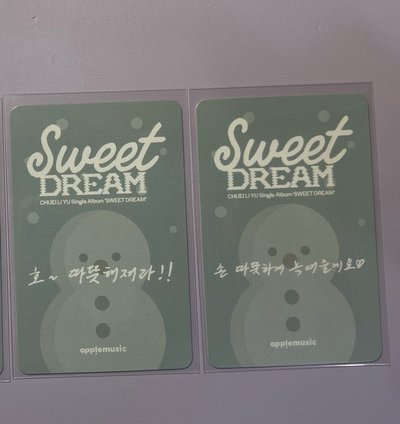 Sweet
DREAM
CHUEI LI YU Single Album 'SWEET DREAM'
호~ 따뜻해져라!!
applemusic
Sweet
DREAM
CHUEI LI YU Single Album 'SWEET DREAM'
손 따뜻하게 녹여줄게요♡
applemusic